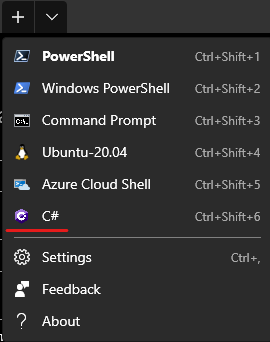 PowerShell Ctrl+Shift+1
Windows PowerShell Ctrl+Shift+2
Command Prompt Ctrl+Shift+3
Ubuntu-20.04 Ctrl+Shift+4
Azure Cloud Shell Ctrl+Shift+5
C# Ctrl+Shift+6
Settings Ctrl+,
Feedback
About